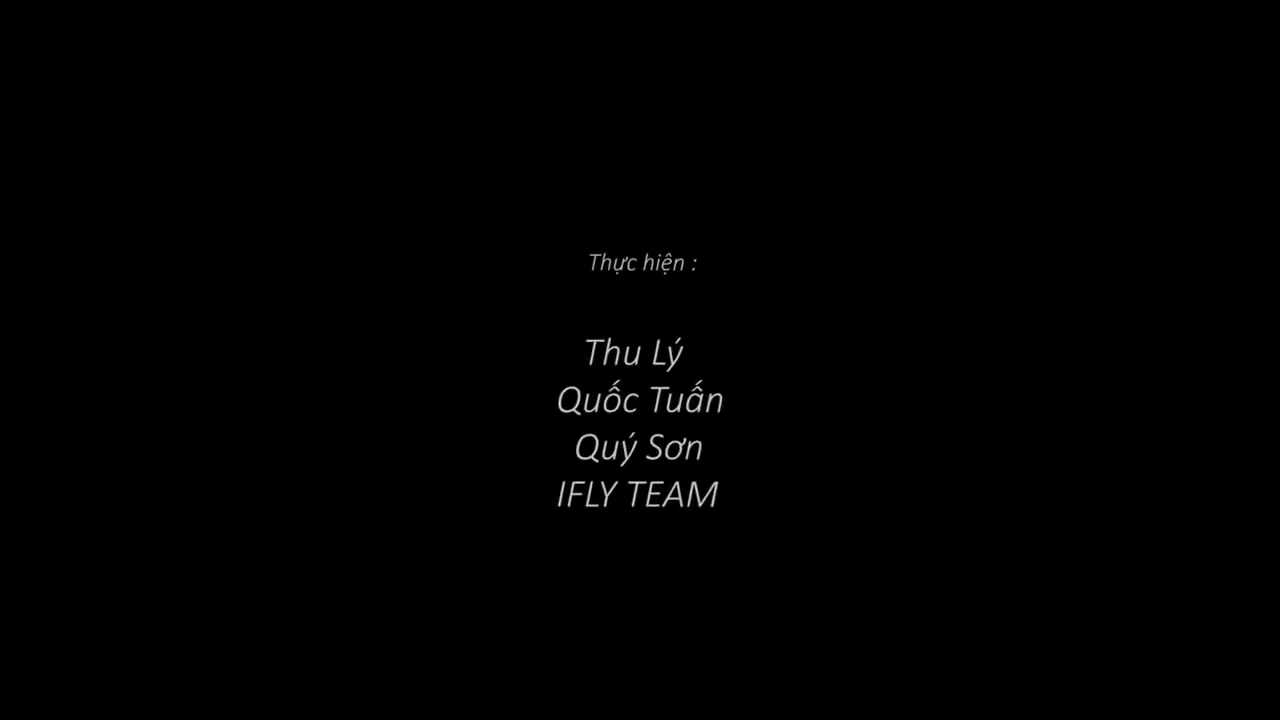 Thực hiện :
Thu Lý
Quốc Tuấn
Quý Sơn
IFLY TEAM